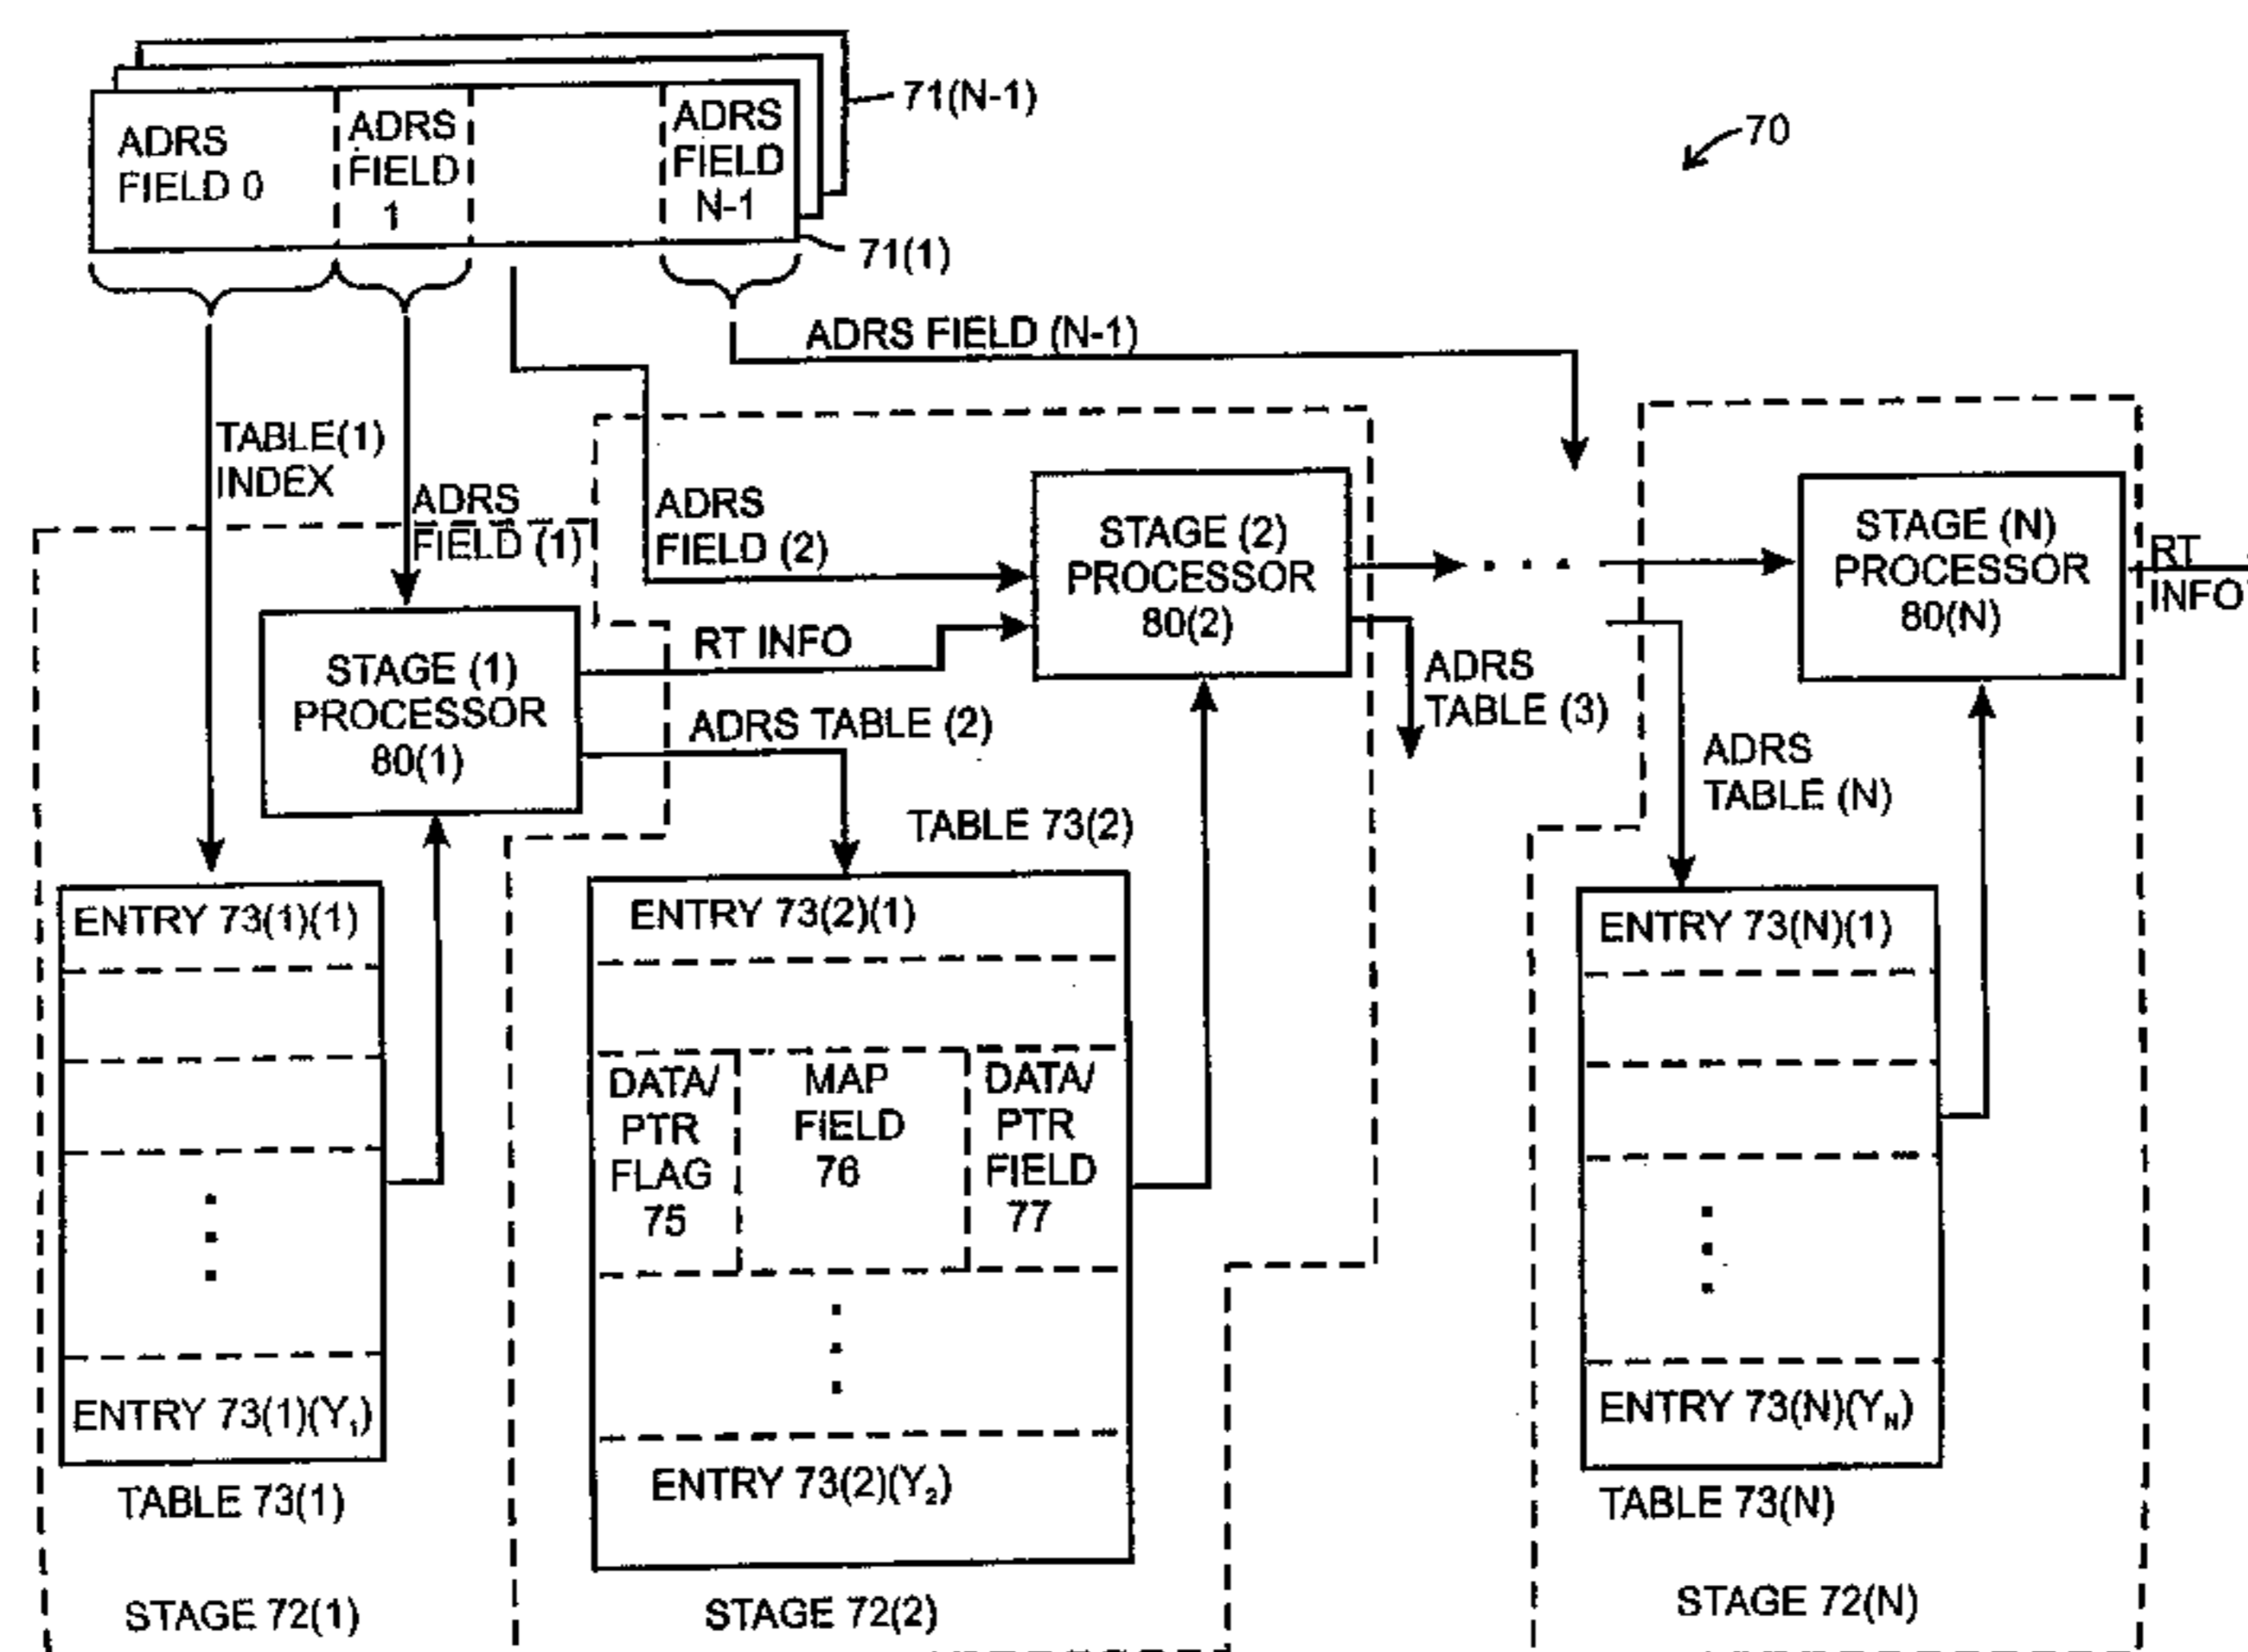 71(N-1)
ADRS
FIELD 0
ADRS
FIELD
1
ADRS
FIELD
N-1
71(1)
70
ADRS FIELD (N-1)
TABLE(1)
INDEX
ADRS
FIELD (1)
ADRS
FIELD (2)
STAGE (2)
PROCESSOR
80(2)
STAGE (N)
PROCESSOR
80(N)
RT
INFO
STAGE (1)
PROCESSOR
80(1)
RT INFO
ADRS TABLE (2)
ADRS
TABLE (3)
ADRS
TABLE (N)
TABLE 73(2)
ENTRY 73(1)(1)
ENTRY 73(1)(Y₁)
TABLE 73(1)
STAGE 72(1)
ENTRY 73(2)(1)
DATA/
PTR
FLAG
75
MAP
FIELD
76
DATA/
PTR
FIELD
77
ENTRY 73(2)(Y₂)
STAGE 72(2)
ENTRY 73(N)(1)
ENTRY 73(N)(Y_N)
TABLE 73(N)
STAGE 72(N)